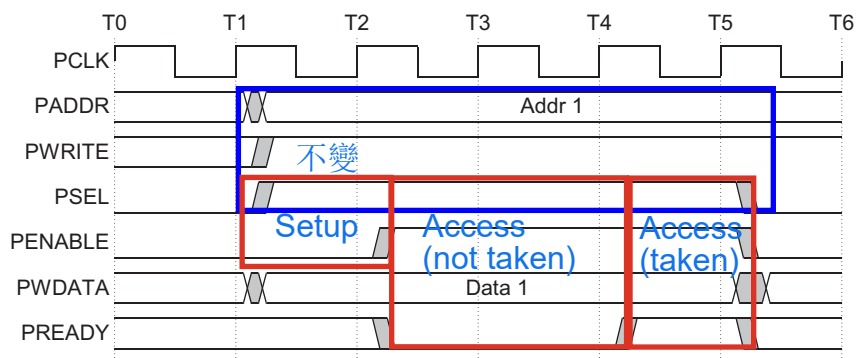 T0 T1 T2 T3 T4 T5 T6
PCLK
PADDR Addr 1
PWRITE 不變
PSEL
Setup Access Access
PENABLE (not taken) (taken)
PWDATA Data 1
PREADY